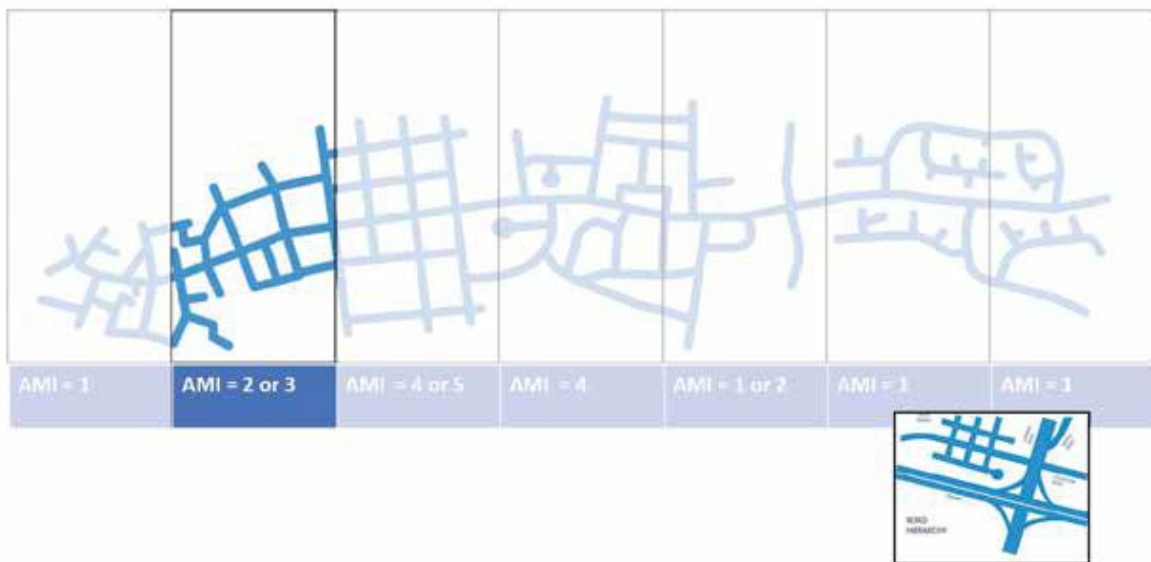 AMI = 1
AMI = 2 or 3
AMI = 4 or 5
AMI = 4
AMI = 1 or 2
AMI = 1
AMI = 1
ROAD
HIERARCHY